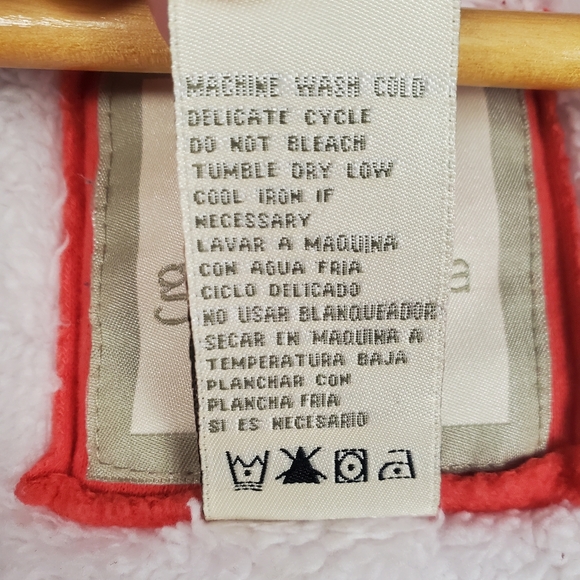 MACHINE WASH COLD
DELICATE CYCLE
DO NOT BLEACH
TUMBLE DRY LOW
COOL IRON IF
NECESSARY
LAVAR A MAQUINA
CON AGUA FRIA
CICLO DELICADO
NO USAR BLANQUEADOR
SECAR EN MAQUINA A
TEMPERATURA BAJA
PLANCHAR CON
PLANCHA FRIA
SI ES NECESARIO